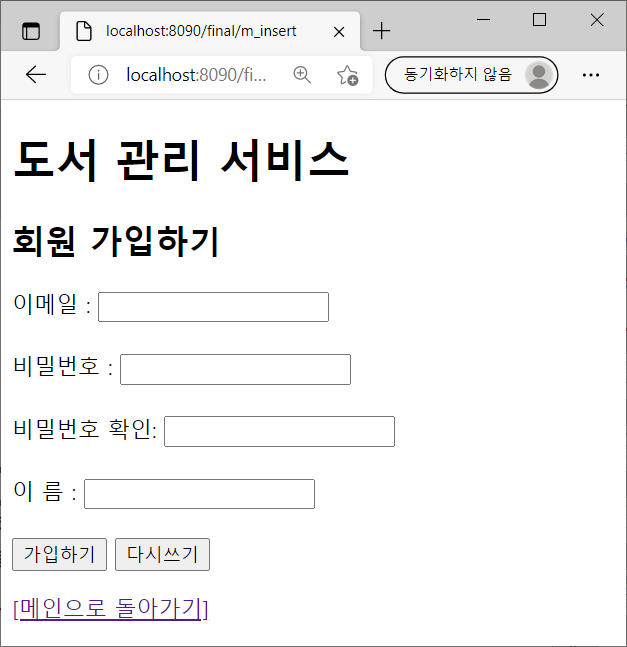 localhost:8090/final/m_insert
localhost:8090/fi... 동기화하지 않음
도서 관리 서비스
회원 가입하기
이메일 :
비밀번호 :
비밀번호 확인:
이 름 :
가입하기 다시쓰기
[메인으로 돌아가기]